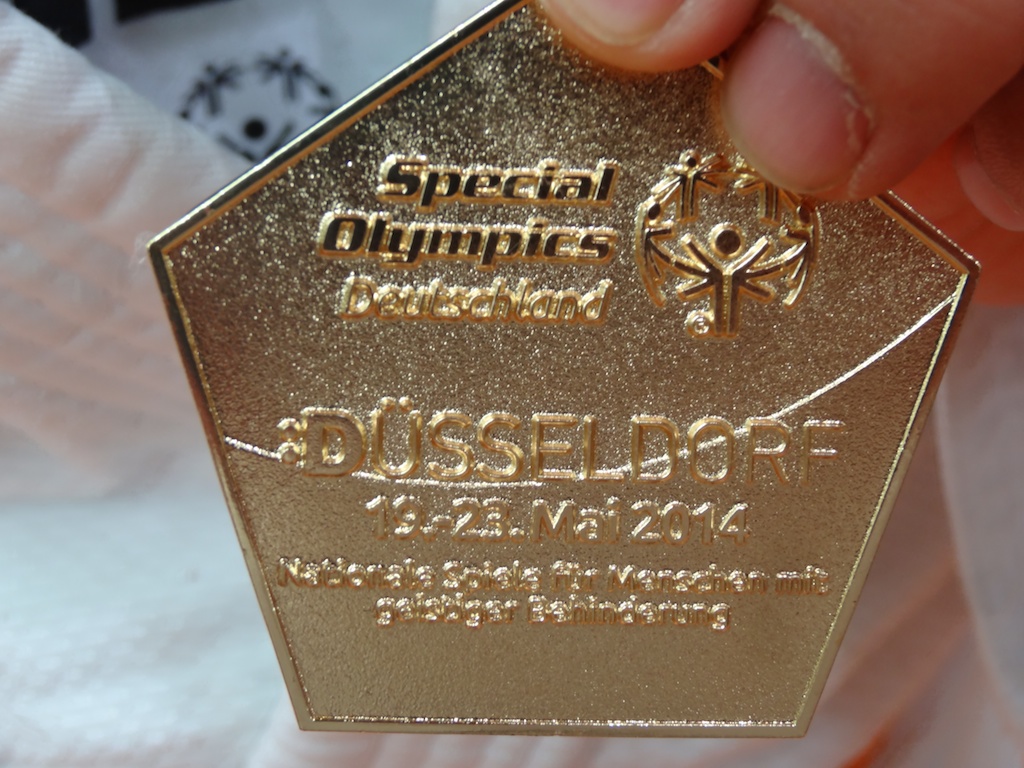 Special
Olympics
Deutschland
:DÜSSELDORF
19.-23. Mai 2014
Nationale Spiele für Menschen mit
geistiger Behinderung